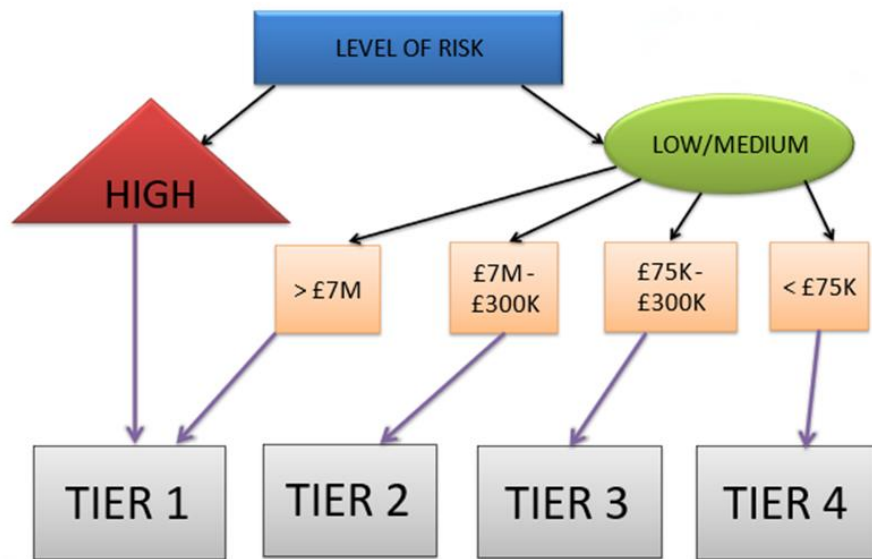 LEVEL OF RISK
HIGH
LOW/MEDIUM
> £7M
£7M -
£300K
£75K -
£300K
< £75K
TIER 1
TIER 2
TIER 3
TIER 4